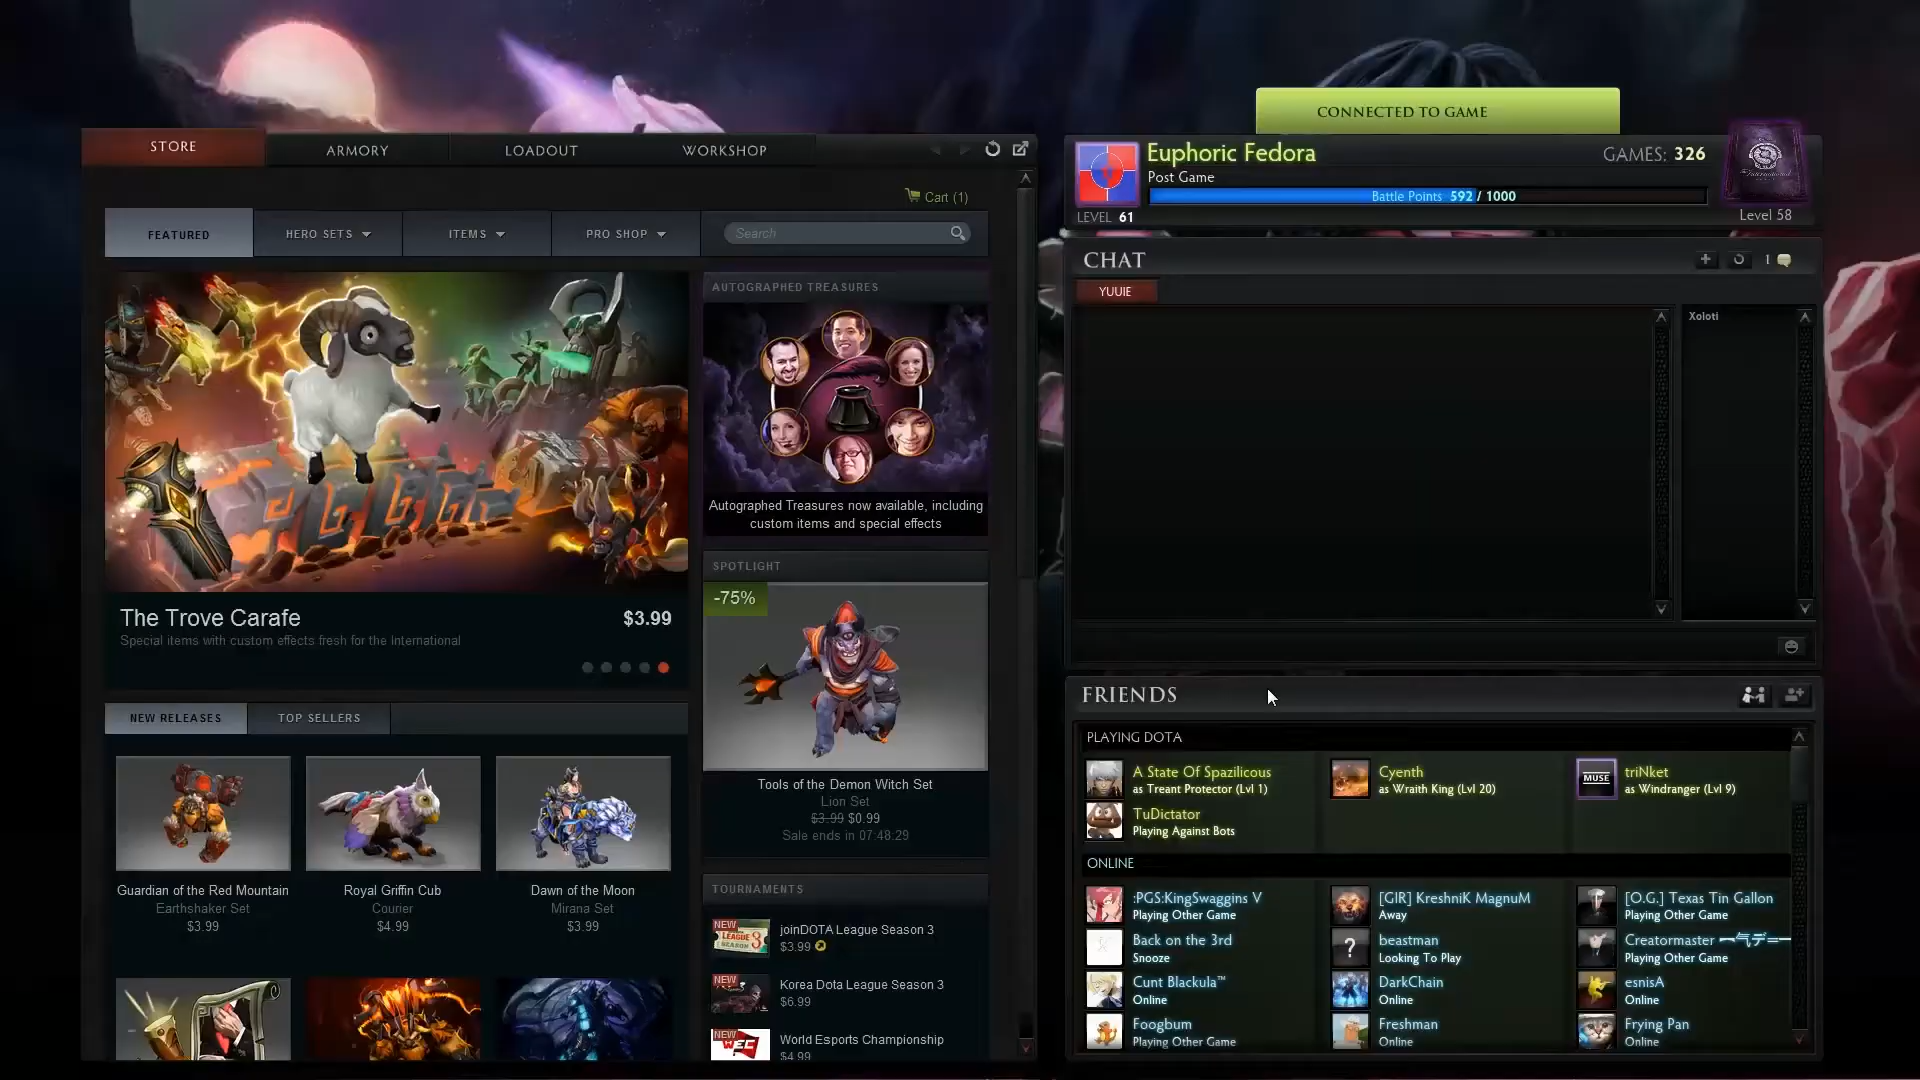 STORE
ARMORY
LOADOUT
WORKSHOP
Cart (1)
FEATURED
HERO SETS
ITEMS
PRO SHOP
Search
The Trove Carafe
$3.99
Special items with custom effects fresh for the International
AUTOGRAPHED TREASURES
Autographed Treasures now available, including
custom items and special effects
SPOTLIGHT
-75%
Tools of the Demon Witch Set
Lion Set
$3.99 $0.99
Sale ends in 07:48:29
NEW RELEASES
TOP SELLERS
Guardian of the Red Mountain
Earthshaker Set
$3.99
Royal Griffin Cub
Courier
$4.99
Dawn of the Moon
Mirana Set
$3.99
TOURNAMENTS
NEW
LEAGUE 3
SEASON
joinDOTA League Season 3
$3.99
NEW
Korea Dota League Season 3
$6.99
NEW
WEC
World Esports Championship
$4.99
CONNECTED TO GAME
Euphoric Fedora
GAMES: 326
Post Game
Battle Points 592 / 1000
LEVEL 61
Level 58
CHAT
1
YUUIE
Xoloti
FRIENDS
PLAYING DOTA
A State Of Spazilicous
as Treant Protector (Lvl 1)
Cyenth
as Wraith King (Lvl 20)
MUSE
triNket
as Windranger (Lvl 9)
TuDictator
Playing Against Bots
ONLINE
:PGS:KingSwaggins V
Playing Other Game
[GIR] KreshniK MagnuM
Away
[O.G.] Texas Tin Gallon
Playing Other Game
Back on the 3rd
Snooze
?
beastman
Looking To Play
Creatormaster
Playing Other Game
Cunt Blackula™
Online
DarkChain
Online
esnisA
Online
Foogbum
Playing Other Game
Freshman
Online
Frying Pan
Online